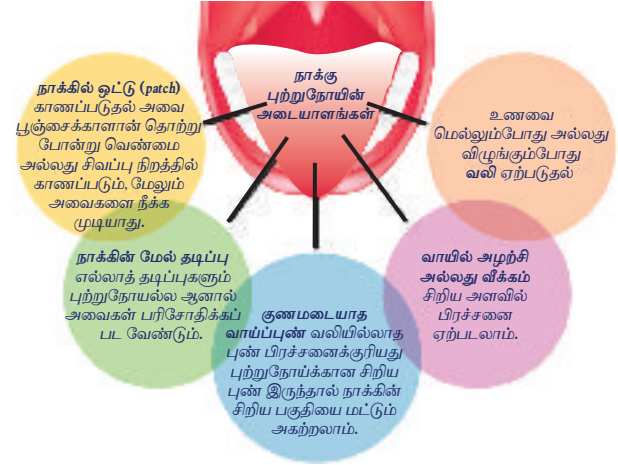 நாக்கு
புற்றுநோயின்
அடையாளங்கள்
நாக்கில் ஒட்டு (patch)
காணப்படுதல் அவை
பூஞ்சைக்காளான் தொற்று
போன்று வெண்மை
அல்லது சிவப்பு நிறத்தில்
காணப்படும், மேலும்
அவைகளை நீக்க
முடியாது.
நாக்கின் மேல் தடிப்பு
எல்லாத் தடிப்புகளும்
புற்றுநோயல்ல ஆனால்
அவைகள் பரிசோதிக்கப்
பட வேண்டும்.
குணமடையாத
வாய்ப்புண் வலியில்லாத
புண் பிரச்சனைக்குரியது
புற்றுநோய்க்கான சிறிய
புண் இருந்தால் நாக்கின்
சிறிய பகுதியை மட்டும்
அகற்றலாம்.
வாயில் அழற்சி
அல்லது வீக்கம்
சிறிய அளவில்
பிரச்சனை
ஏற்படலாம்.
உணவை
மெல்லும்போது அல்லது
விழுங்கும்போது
வலி ஏற்படுதல்